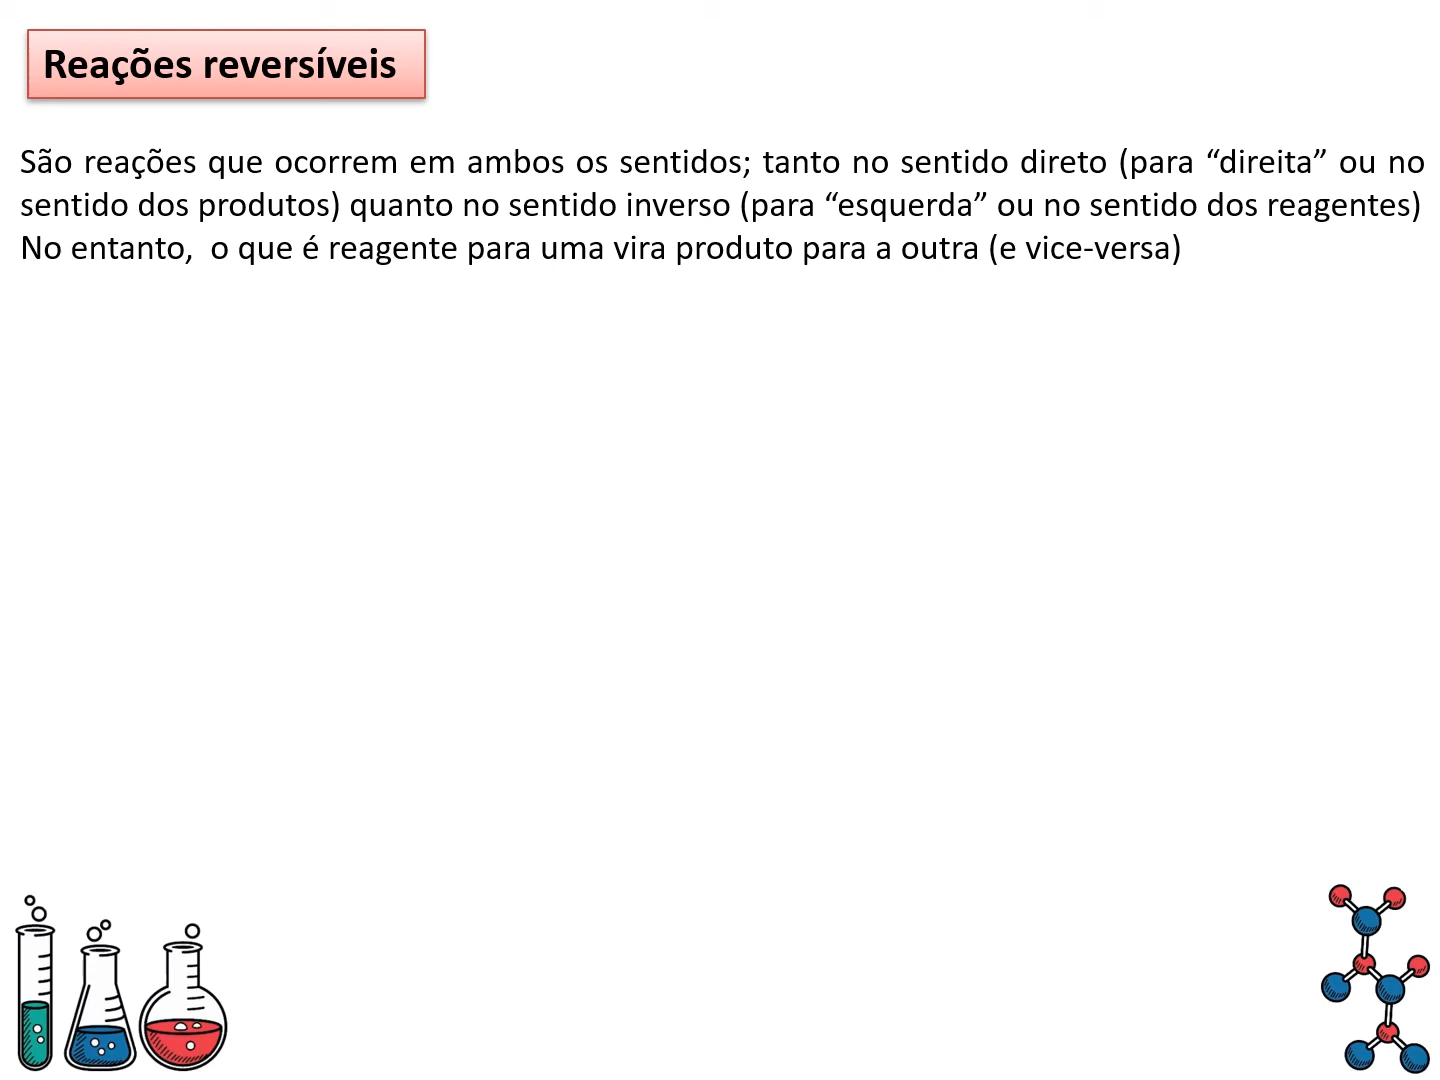 Reações reversíveis
São reações que ocorrem em ambos os sentidos; tanto no sentido direto (para “direita” ou no
sentido dos produtos) quanto no sentido inverso (para “esquerda” ou no sentido dos reagentes)
No entanto,  o que é reagente para uma vira produto para a outra (e vice-versa)